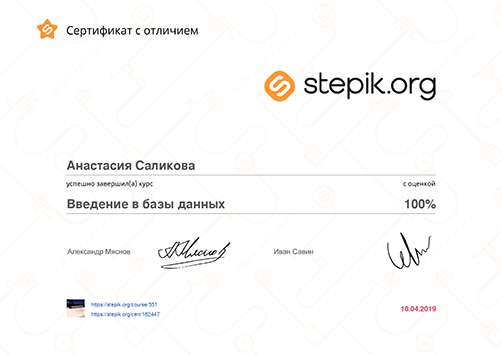 Сертификат с отличием
stepik.org
Анастасия Саликова
успешно завершил(а) курс с оценкой
Введение в базы данных 100%
Александр Мяснов Иван Савин
https://stepik.org/course/551
https://stepik.org/cert/182447
18.04.2019